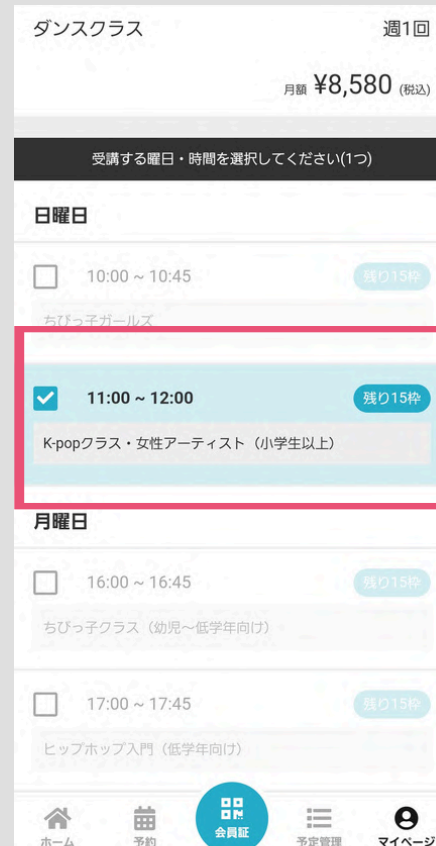 ダンスクラス 週1回
月額 ¥8,580 (税込)
受講する曜日・時間を選択してください(1つ)
日曜日
10:00 ~ 10:45 残り15枠
ちびっ子ガールズ
11:00 ~ 12:00 残り15枠
K-popクラス・女性アーティスト（小学生以上）
月曜日
16:00 ~ 16:45 残り15枠
ちびっ子クラス（幼児～低学年向け）
17:00 ~ 17:45 残り15枠
ヒップホップ入門（低学年向け）
ホーム 予約 会員証 予定管理 マイページ